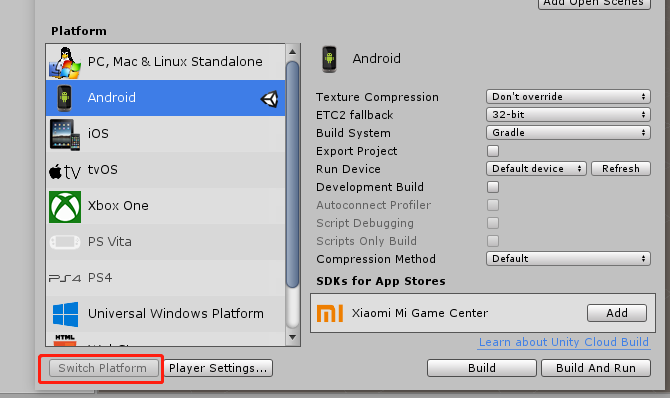 Add Open Scenes
Platform
PC, Mac & Linux Standalone
Android
iOS
tv tvOS
Xbox One
PS Vita
PS4 PS4
Universal Windows Platform
HTML
Switch Platform
Player Settings...
Android
Texture Compression Don't override
ETC2 fallback 32-bit
Build System Gradle
Export Project
Run Device Default device Refresh
Development Build
Autoconnect Profiler
Script Debugging
Scripts Only Build
Compression Method Default
SDKs for App Stores
MI Xiaomi Mi Game Center Add
Learn about Unity Cloud Build
Build Build And Run